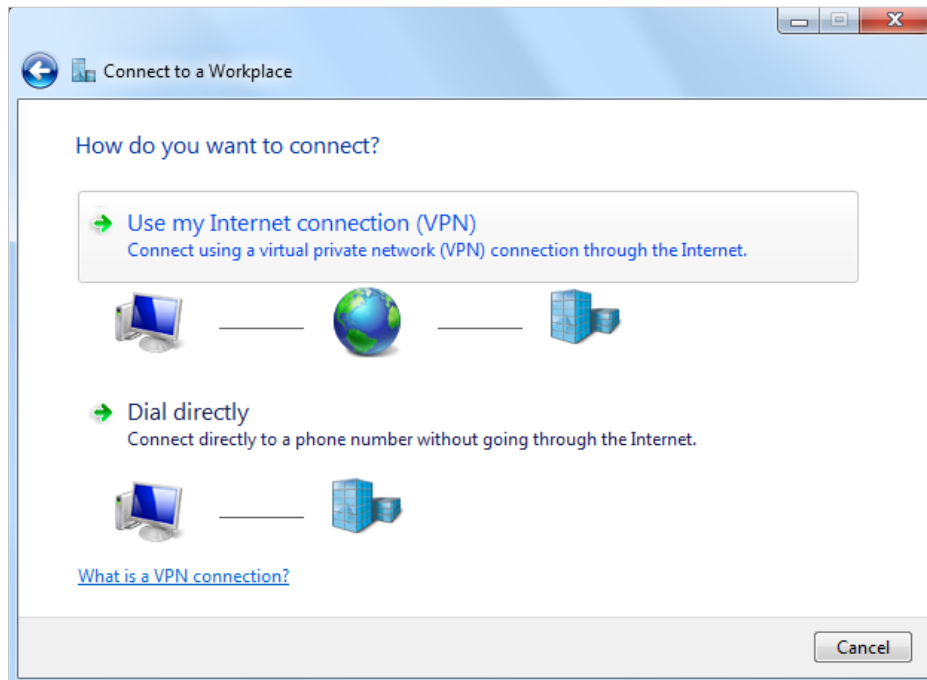 Connect to a Workplace
How do you want to connect?
Use my Internet connection (VPN)
Connect using a virtual private network (VPN) connection through the Internet.
Dial directly
Connect directly to a phone number without going through the Internet.
What is a VPN connection?
Cancel